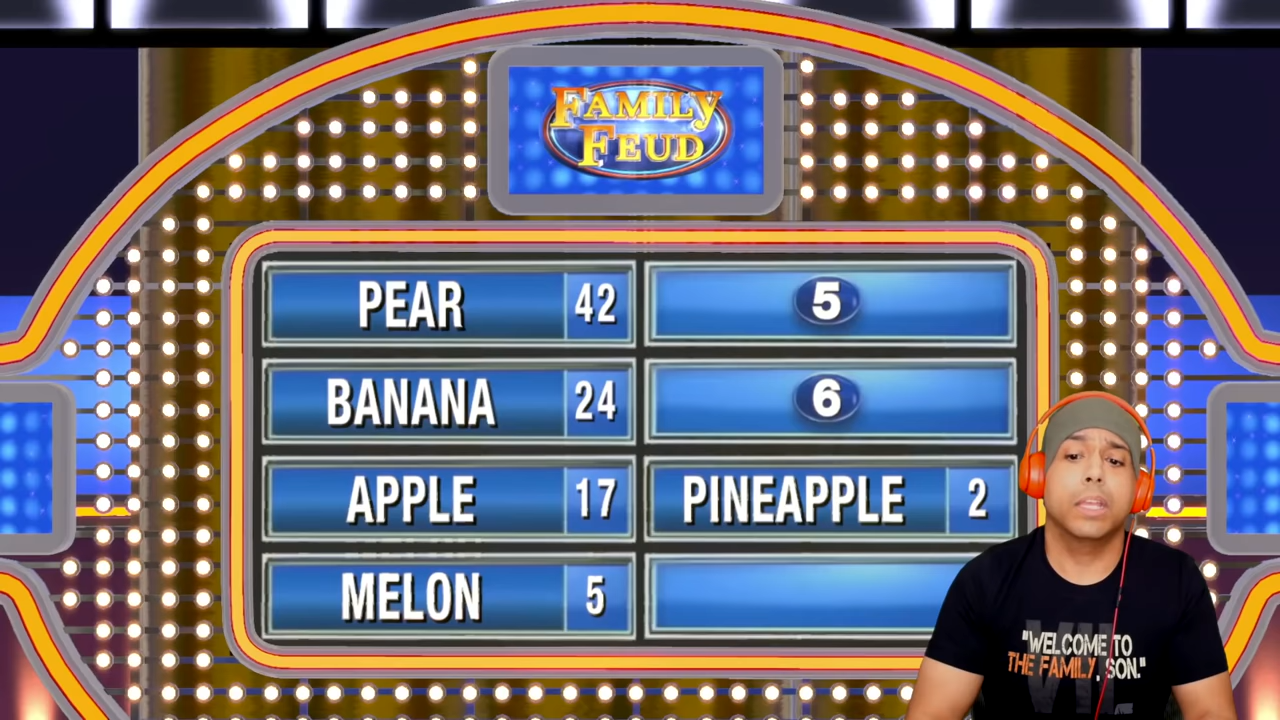 FAMILY
FEUD
PEAR 42
5
BANANA 24
6
APPLE 17
PINEAPPLE 2
MELON 5
"WELCOME TO
THE FAMILY, SON."